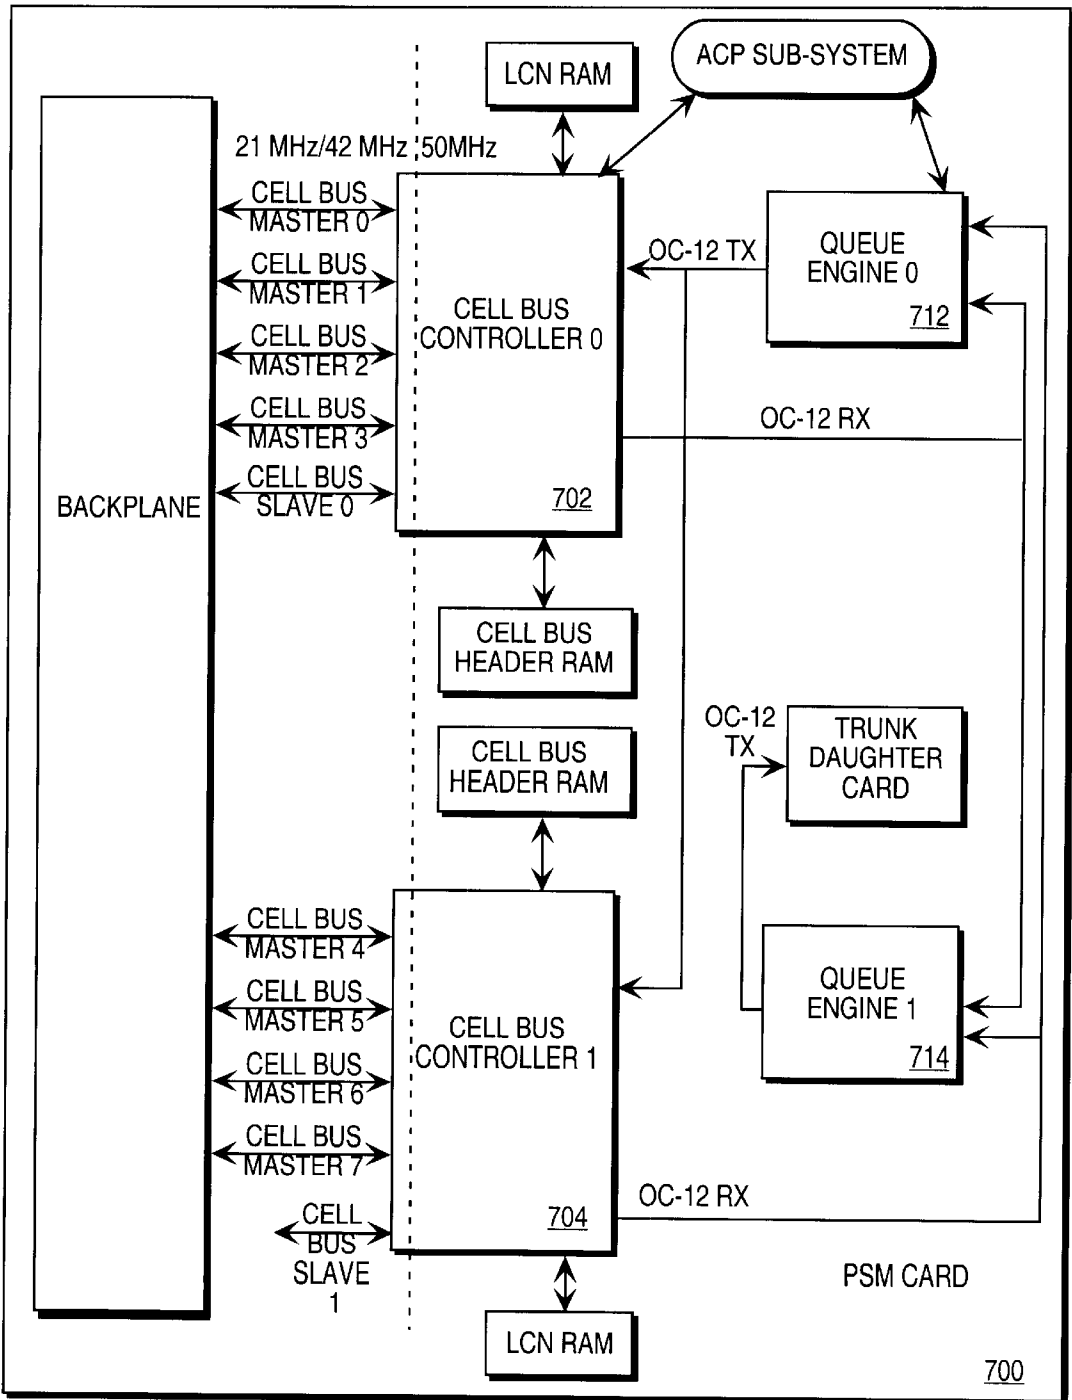 LCN RAM
ACP SUB-SYSTEM
21 MHz/42 MHz
50MHz
CELL BUS
MASTER 0
CELL BUS
MASTER 1
CELL BUS
MASTER 2
CELL BUS
MASTER 3
CELL BUS
SLAVE 0
BACKPLANE
CELL BUS
CONTROLLER 0
702
OC-12 TX
QUEUE
ENGINE 0
712
OC-12 RX
CELL BUS
HEADER RAM
CELL BUS
HEADER RAM
OC-12
TX
TRUNK
DAUGHTER
CARD
CELL BUS
MASTER 4
CELL BUS
MASTER 5
CELL BUS
MASTER 6
CELL BUS
MASTER 7
CELL
BUS
SLAVE
1
CELL BUS
CONTROLLER 1
704
QUEUE
ENGINE 1
714
OC-12 RX
LCN RAM
PSM CARD
700